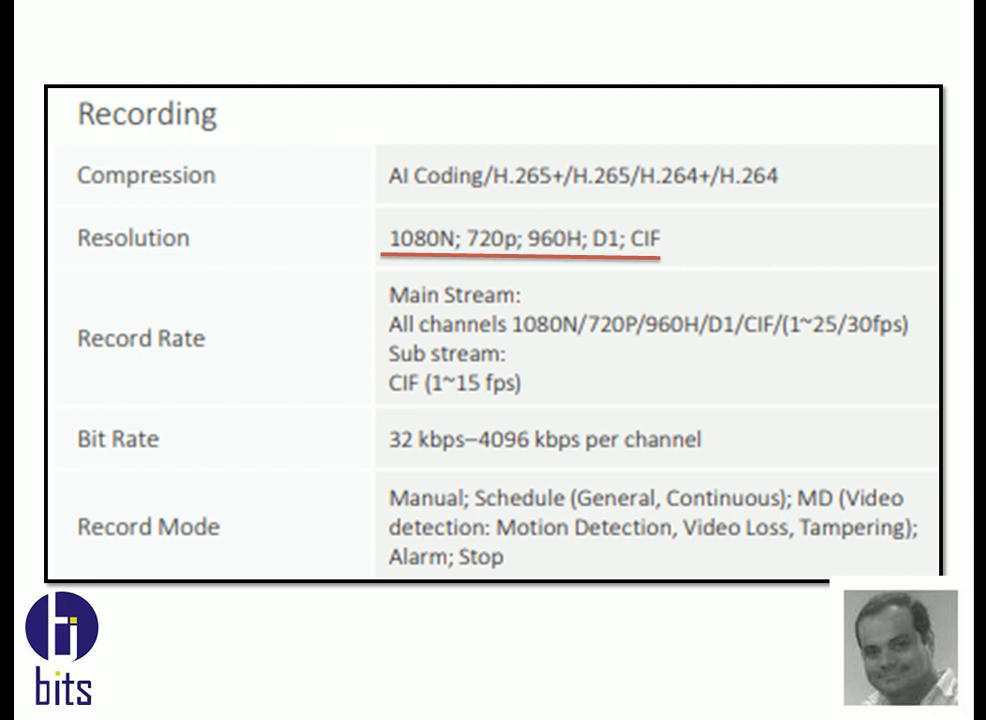 Recording
Compression
AI Coding/H.265+/H.265/H.264+/H.264
Resolution
1080N; 720p; 960H; D1; CIF
Record Rate
Main Stream:
All channels 1080N/720P/960H/D1/CIF/(1~25/30fps)
Sub stream:
CIF (1~15 fps)
Bit Rate
32 kbps–4096 kbps per channel
Record Mode
Manual; Schedule (General, Continuous); MD (Video
detection: Motion Detection, Video Loss, Tampering);
Alarm; Stop
bits